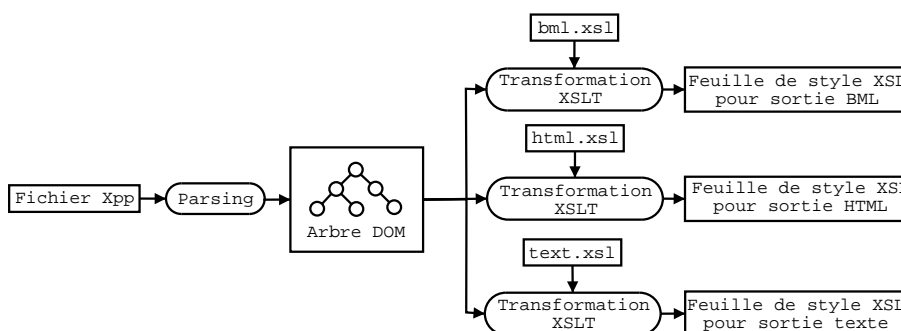 bml.xsl
Transformation
XSLT
Feuille de style XSL
pour sortie BML
html.xsl
Fichier Xpp
Parsing
Arbre DOM
Transformation
XSLT
Feuille de style XSL
pour sortie HTML
text.xsl
Transformation
XSLT
Feuille de style XSL
pour sortie texte